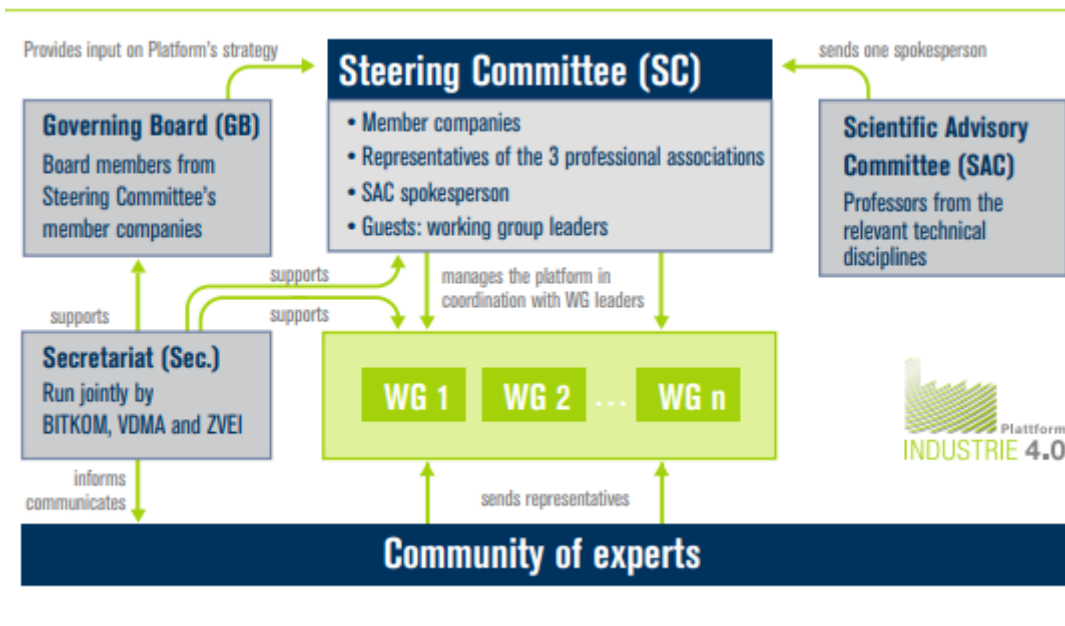 Provides input on Platform's strategy
sends one spokesperson
Steering Committee (SC)
• Member companies
• Representatives of the 3 professional associations
• SAC spokesperson
• Guests: working group leaders
Governing Board (GB)
Board members from
Steering Committee's
member companies
Scientific Advisory
Committee (SAC)
Professors from the
relevant technical
disciplines
supports
supports
supports
manages the platform in
coordination with WG leaders
Secretariat (Sec.)
Run jointly by
BITKOM, VDMA and ZVEI
WG 1 WG 2 ... WG n
Plattform
INDUSTRIE 4.0
informs
communicates
sends representatives
Community of experts